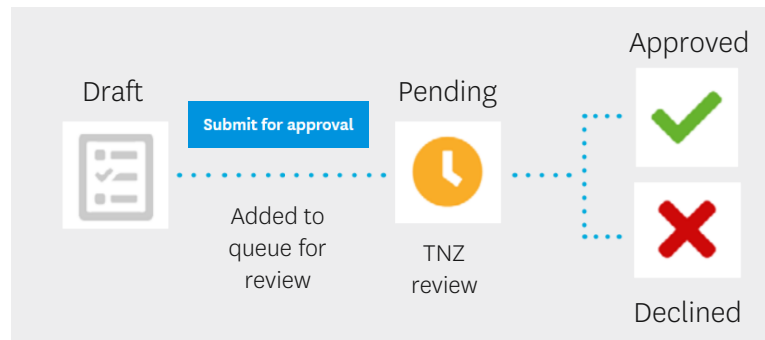 Draft
Submit for approval
Added to
queue for
review
Pending
TNZ
review
Approved
Declined